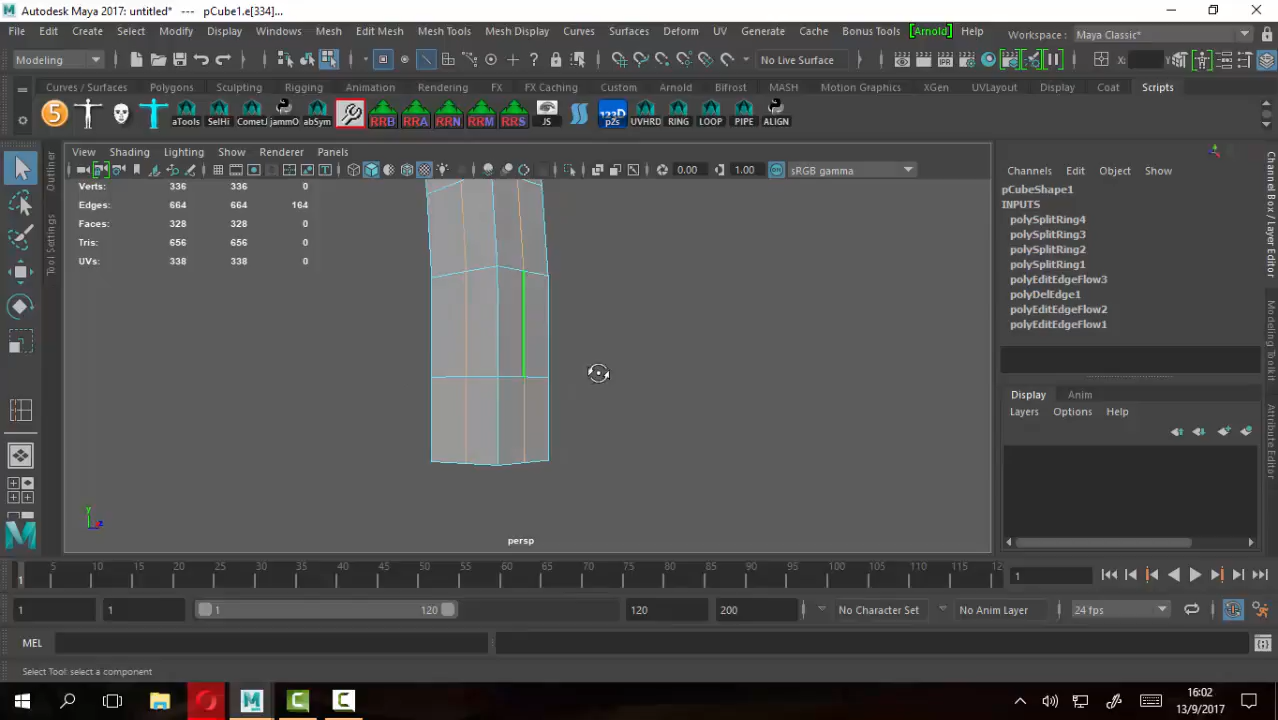 Autodesk Maya 2017: untitled* --- pCube1.e[334]...
File Edit Create Select Modify Display Windows Mesh Edit Mesh Mesh Tools Mesh Display Curves Surfaces Deform UV Generate Cache Bonus Tools [Arnold] Help Workspace : Maya Classic*
Modeling No Live Surface X:
Curves / Surfaces Polygons Sculpting Rigging Animation Rendering FX FX Caching Custom Arnold Bifrost MASH Motion Graphics XGen UVLayout Display Coat Scripts
5 aTools SelHi CometJ jammO abSym RRB RRA RRN RRM RRS JS 123D p2s UVHRD RING LOOP PIPE ALIGN
View Shading Lighting Show Renderer Panels
0.00 1.00 sRGB gamma
Verts: 336 336 0
Edges: 664 664 164
Faces: 328 328 0
Tris: 656 656 0
UVs: 338 338 0
y
persp
Outliner
Tool Settings
Channels Edit Object Show
pCubeShape1
INPUTS
polySplitRing4
polySplitRing3
polySplitRing2
polySplitRing1
polyEditEdgeFlow3
polyDelEdge1
polyEditEdgeFlow2
polyEditEdgeFlow1
Display Anim
Layers Options Help
Channel Box / Layer Editor
Modeling Toolkit
Attribute Editor
5 10 15 20 25 30 35 40 45 50 55 60 65 70 75 80 85 90 95 100 105 110 115 12
1 1
1 1 1 120 120 200 No Character Set No Anim Layer 24 fps
MEL
Select Tool: select a component
16:02
13/9/2017